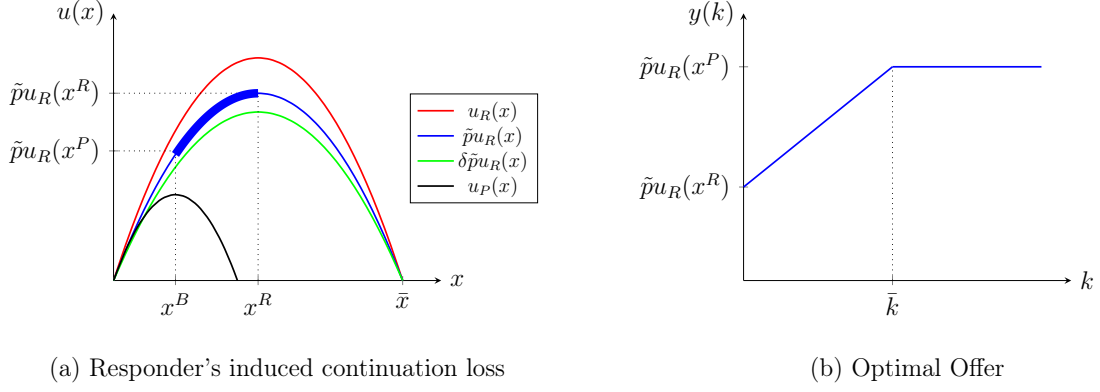 u(x)
p̃u_R(x^R)
p̃u_R(x^P)
u_R(x)
p̃u_R(x)
δp̃u_R(x)
u_P(x)
x
x^B
x^R
x̄
(a) Responder's induced continuation loss
y(k)
p̃u_R(x^P)
p̃u_R(x^R)
k
k̄
(b) Optimal Offer